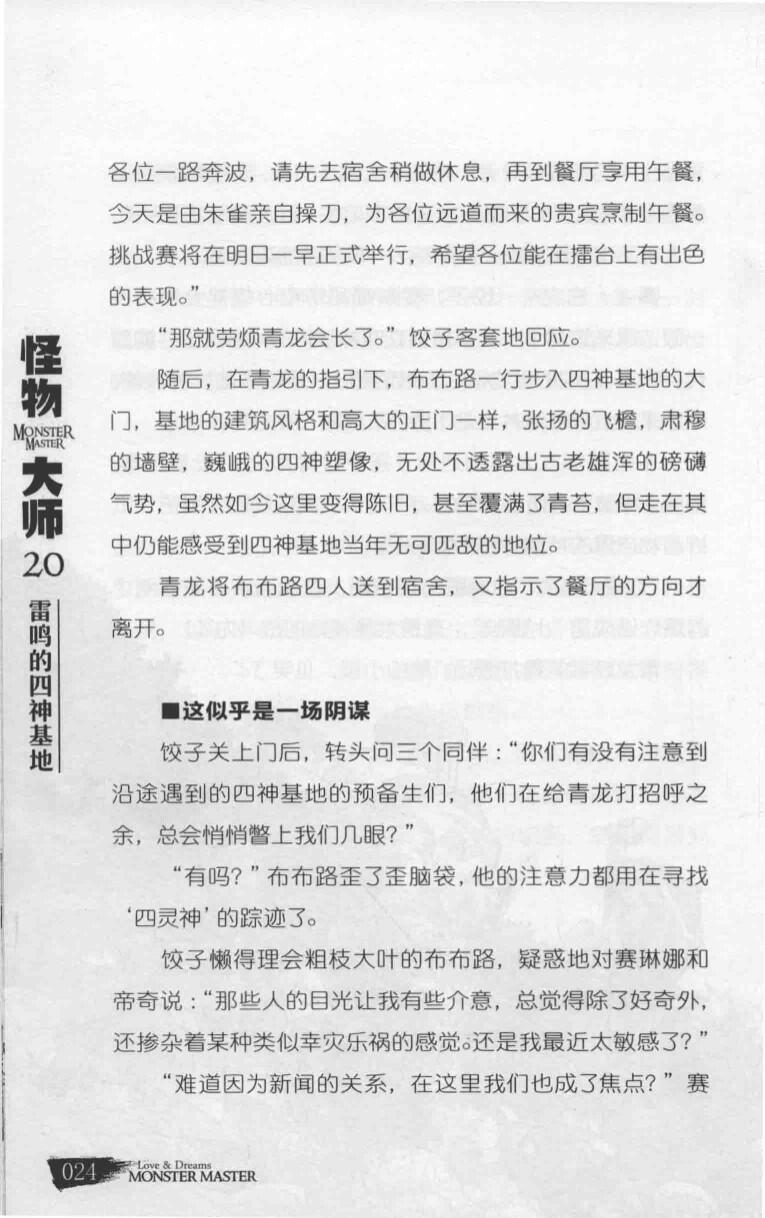 各位一路奔波，请先去宿舍稍做休息，再到餐厅享用午餐，
今天是由朱雀亲自操刀，为各位远道而来的贵宾烹制午餐。
挑战赛将在明日一早正式举行，希望各位能在擂台上有出色
的表现。”
“那就劳烦青龙会长了。”饺子客套地回应。
随后，在青龙的指引下，布布路一行步入四神基地的大
门，基地的建筑风格和高大的正门一样，张扬的飞檐，肃穆
的墙壁，巍峨的四神塑像，无处不透露出古老雄浑的磅礴
气势，虽然如今这里变得陈旧，甚至覆满了青苔，但走在其
中仍能感受到四神基地当年无可匹敌的地位。
青龙将布布路四人送到宿舍，又指示了餐厅的方向才
离开。
■这似乎是一场阴谋
饺子关上门后，转头问三个同伴：“你们有没有注意到
沿途遇到的四神基地的预备生们，他们在给青龙打招呼之
余，总会悄悄瞥上我们几眼？”
“有吗？”布布路歪了歪脑袋，他的注意力都用在寻找
‘四灵神’的踪迹了。
饺子懒得理会粗枝大叶的布布路，疑惑地对赛琳娜和
帝奇说：“那些人的目光让我有些介意，总觉得除了好奇外，
还掺杂着某种类似幸灾乐祸的感觉。还是我最近太敏感了？”
“难道因为新闻的关系，在这里我们也成了焦点？”赛
怪物
MONSTER
MASTER
大师
20
雷鸣的四神基地
024
Love & Dreams
MONSTER MASTER